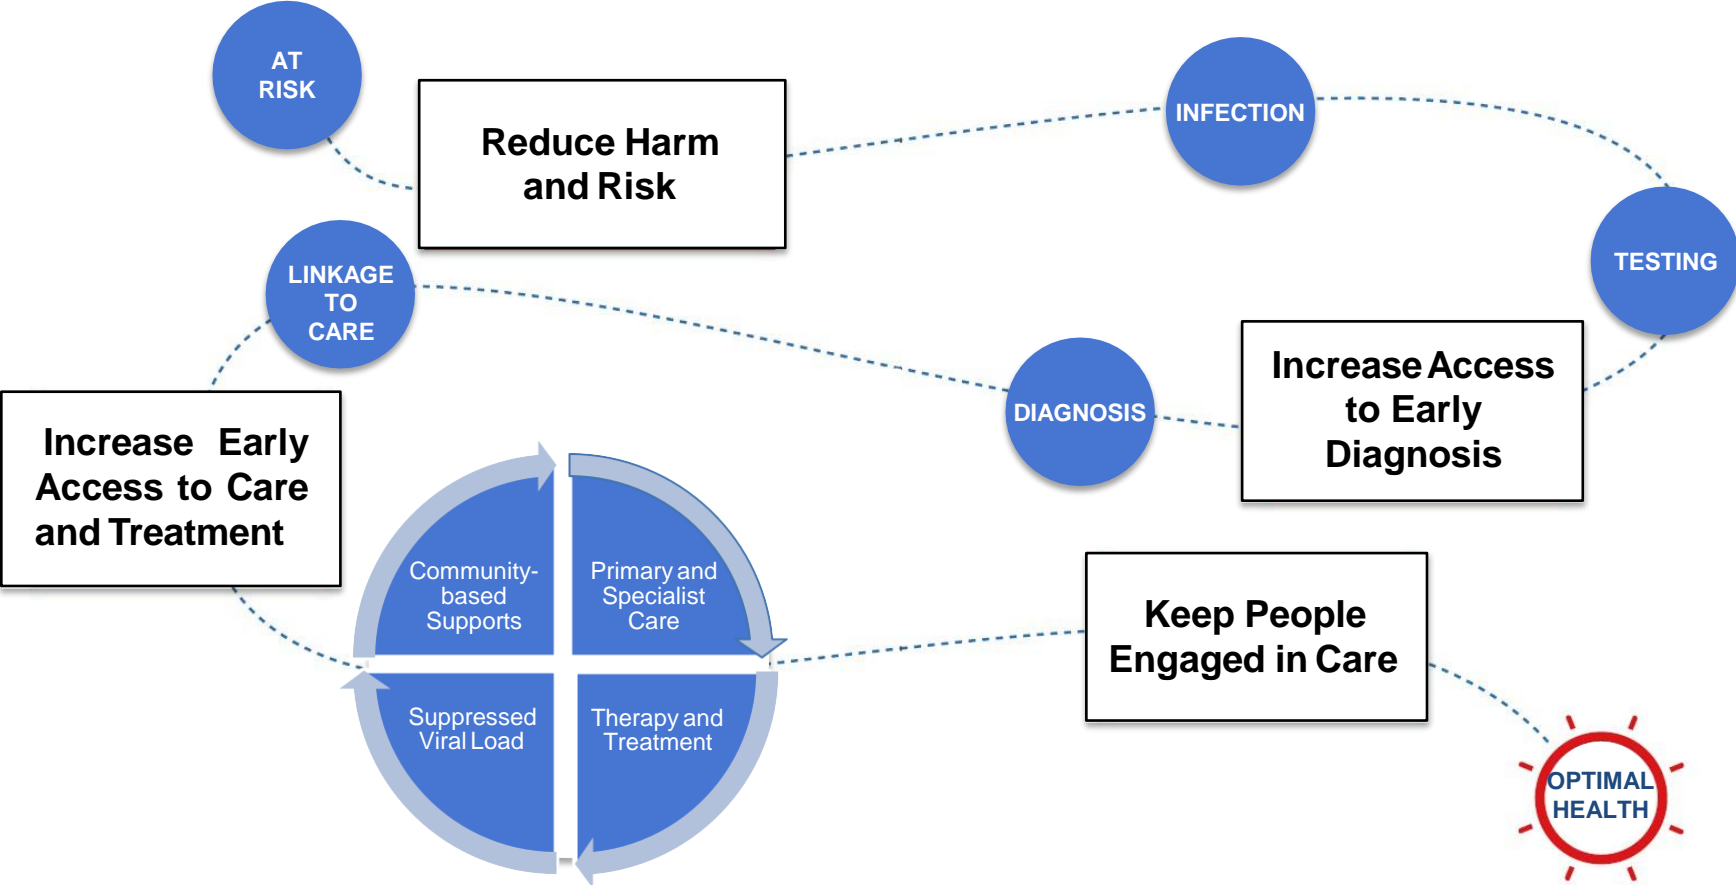 AT
RISK
Reduce Harm
and Risk
INFECTION
TESTING
LINKAGE
TO
CARE
Increase Access
to Early
Diagnosis
DIAGNOSIS
Increase Early
Access to Care
and Treatment
Community-
based
Supports
Primary and
Specialist
Care
Suppressed
Viral Load
Therapy and
Treatment
Keep People
Engaged in Care
OPTIMAL
HEALTH